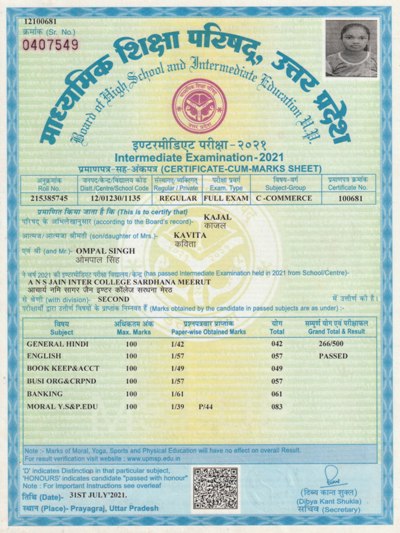 12100681
क्रमांक (Sr. No.)
0407549
माध्यमिक शिक्षा परिषद, उत्तर प्रदेश
Board of High School and Intermediate Education U.P.
इण्टरमीडिएट परीक्षा-२०२१
Intermediate Examination-2021
प्रमाणपत्र-सह-अंकपत्र (CERTIFICATE-CUM-MARKS SHEET)
अनुक्रमांक जनपद/केन्द्र/विद्यालय कोड संस्थागत/व्यक्तिगत परीक्षा प्रवर्ग विषय-वर्ग प्रमाणपत्र क्रमांक
Roll No. Distt./Centre/School Code Regular / Private Exam. Type Subject-Group Certificate No.
215385745 12/01230/1135 REGULAR FULL EXAM C -COMMERCE 100681
प्रमाणित किया जाता है कि (This is to certify that)
KAJAL
परिषद के अभिलेखानुसार (according to the Board's record)- काजल
आत्मज/आत्मजा श्रीमती (son/daughter of Mrs.)- KAVITA
कविता
एवं श्री (and Mr.)- OMPAL SINGH
ओमपाल सिंह
ने वर्ष 2021 की इण्टरमीडिएट परीक्षा विद्यालय/केन्द्र (has passed Intermediate Examination held in 2021 from School/Centre)-
A N S JAIN INTER COLLEGE SARDHANA MEERUT
आचार्य नमि सागर जैन इण्टर कॉलेज सरधना मेरठ
से श्रेणी (with division)- SECOND में उत्तीर्ण की है।
परीक्षार्थी द्वारा उत्तीर्ण विषयों के प्राप्तांक निम्नवत हैं (Marks obtained by the candidate in passed subjects are as under) :-
विषय अधिकतम अंक प्रश्नपत्रवार प्राप्तांक योग सम्पूर्ण योग एवं परीक्षाफल
Subject Max. Marks Paper-wise Obtained Marks Total Grand Total & Result
GENERAL HINDI 100 1/42 042 266/500
ENGLISH 100 1/57 057 PASSED
BOOK KEEP&ACCT 100 1/49 049
BUSI ORG&CRPND 100 1/57 057
BANKING 100 1/61 061
MORAL Y.S&P.EDU 100 1/39 P/44 083
Note :- Marks of Moral, Yoga, Sports and Physical Education will have no effect on overall Result.
For result verification visit website : www.upmsp.edu.in
'D' indicates Distinction in that particular subject,
'HONOURS' indicates candidate "passed with honour"
Note : For Important Instructions see overleaf
तिथि (Date)- 31ST JULY'2021.
स्थान (Place)- Prayagraj, Uttar Pradesh
(दिव्य कान्त शुक्ल)
(Dibya Kant Shukla)
सचिव (Secretary)